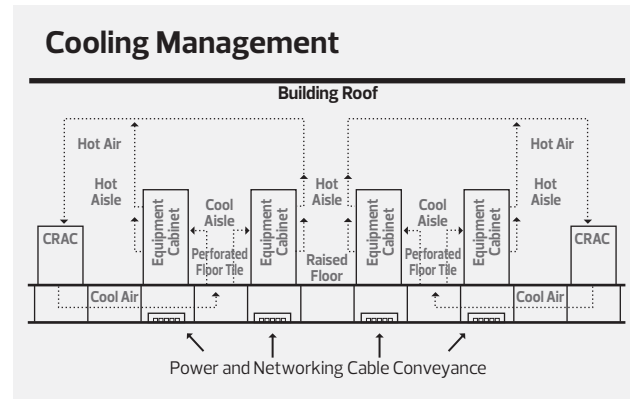 Cooling Management
Building Roof
Hot Air
Hot Air
Hot
Aisle
Cool
Aisle
Hot
Aisle
Cool
Aisle
Hot
Aisle
CRAC
Equipment
Cabinet
Perforated
Floor Tile
Equipment
Cabinet
Raised
Floor
Equipment
Cabinet
Perforated
Floor Tile
Equipment
Cabinet
CRAC
Cool Air
Cool Air
Power and Networking Cable Conveyance